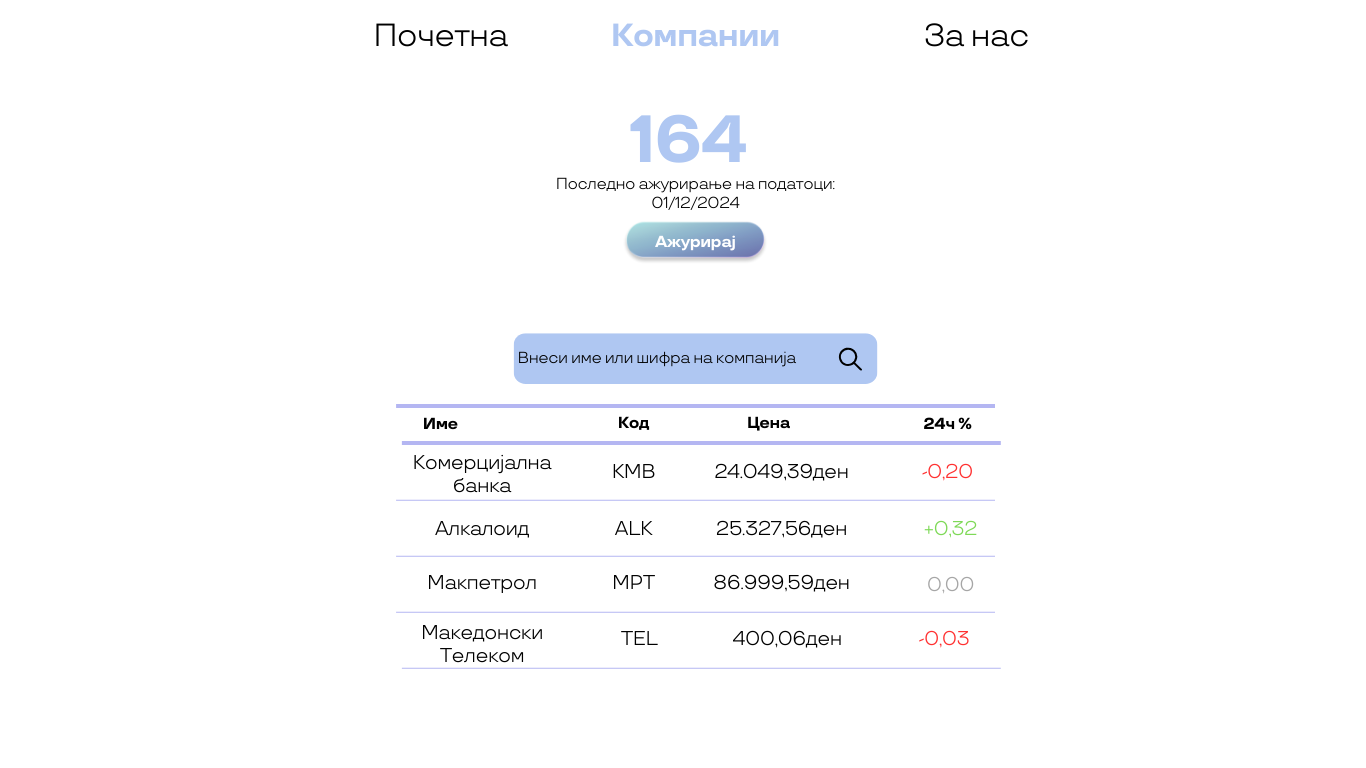 Почетна Компании За нас
164
Последно ажурирање на податоци:
01/12/2024
Ажурирај
Внеси име или шифра на компанија
Име Код Цена 24ч %
Комерцијална
банка
KMB 24.049,39ден -0,20
Алкалоид ALK 25.327,56ден +0,32
Макпетрол MPT 86.999,59ден 0,00
Македонски
Телеком
TEL 400,06ден -0,03